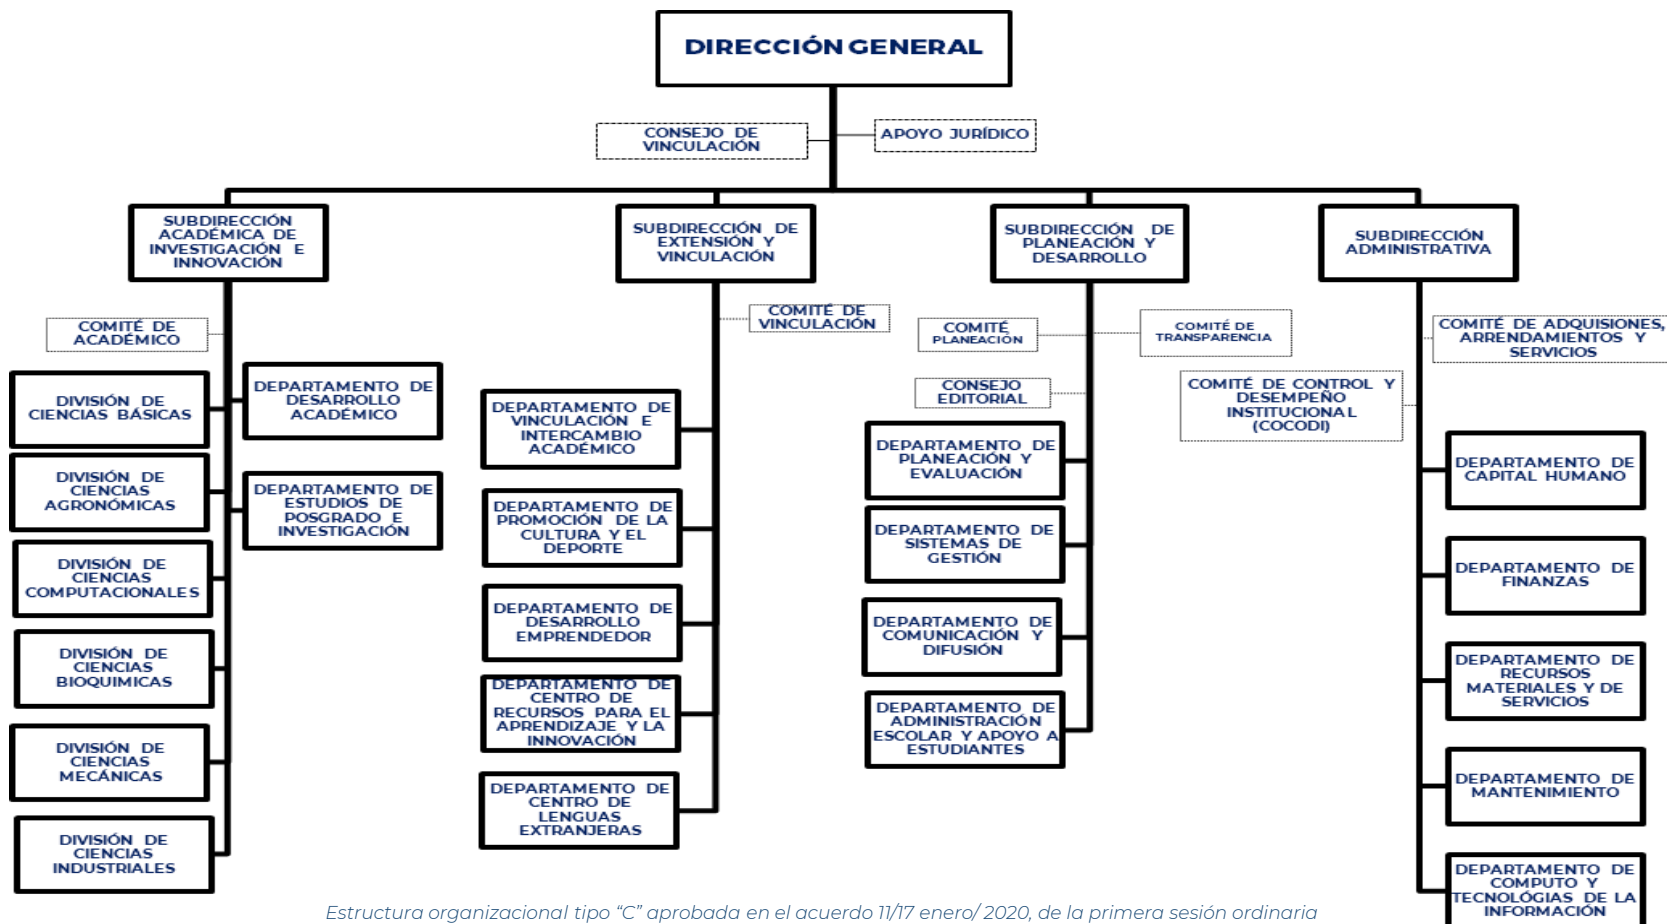 DIRECCIÓN GENERAL
CONSEJO DE
VINCULACIÓN
APOYO JURÍDICO
SUBDIRECCIÓN
ACADÉMICA DE
INVESTIGACIÓN E
INNOVACIÓN
SUBDIRECCIÓN DE
EXTENSIÓN Y
VINCULACIÓN
SUBDIRECCIÓN DE
PLANEACIÓN Y
DESARROLLO
SUBDIRECCIÓN
ADMINISTRATIVA
COMITÉ DE
ACADÉMICO
DIVISIÓN DE
CIENCIAS BÁSICAS
DEPARTAMENTO DE
DESARROLLO
ACADÉMICO
DIVISIÓN DE
CIENCIAS
AGRONÓMICAS
DEPARTAMENTO DE
ESTUDIOS DE
POSGRADO E
INVESTIGACIÓN
DIVISIÓN DE
CIENCIAS
COMPUTACIONALES
DIVISIÓN DE
CIENCIAS
BIOQUIMICAS
DIVISIÓN DE
CIENCIAS
MECÁNICAS
DIVISIÓN DE
CIENCIAS
INDUSTRIALES
COMITÉ DE
VINCULACIÓN
DEPARTAMENTO DE
VINCULACIÓN E
INTERCAMBIO
ACADÉMICO
DEPARTAMENTO DE
PROMOCIÓN DE LA
CULTURA Y EL
DEPORTE
DEPARTAMENTO DE
DESARROLLO
EMPRENDEDOR
DEPARTAMENTO DE
CENTRO DE
RECURSOS PARA EL
APRENDIZAJE Y LA
INNOVACIÓN
DEPARTAMENTO DE
CENTRO DE
LENGUAS
EXTRANJERAS
COMITÉ
PLANEACIÓN
COMITÉ DE
TRANSPARENCIA
CONSEJO
EDITORIAL
DEPARTAMENTO DE
PLANEACIÓN Y
EVALUACIÓN
DEPARTAMENTO DE
SISTEMAS DE
GESTIÓN
DEPARTAMENTO DE
COMUNICACIÓN Y
DIFUSIÓN
DEPARTAMENTO DE
ADMINISTRACIÓN
ESCOLAR Y APOYO A
ESTUDIANTES
COMITÉ DE ADQUISIONES,
ARRENDAMIENTOS Y
SERVICIOS
COMITÉ DE CONTROL Y
DESEMPEÑO
INSTITUCIONAL
(COCODI)
DEPARTAMENTO DE
CAPITAL HUMANO
DEPARTAMENTO DE
FINANZAS
DEPARTAMENTO DE
RECURSOS
MATERIALES Y DE
SERVICIOS
DEPARTAMENTO DE
MANTENIMIENTO
DEPARTAMENTO DE
COMPUTO Y
TECNOLÓGIAS DE LA
INFORMACIÓN
Estructura organizacional tipo “C” aprobada en el acuerdo 11/17 enero/ 2020, de la primera sesión ordinaria